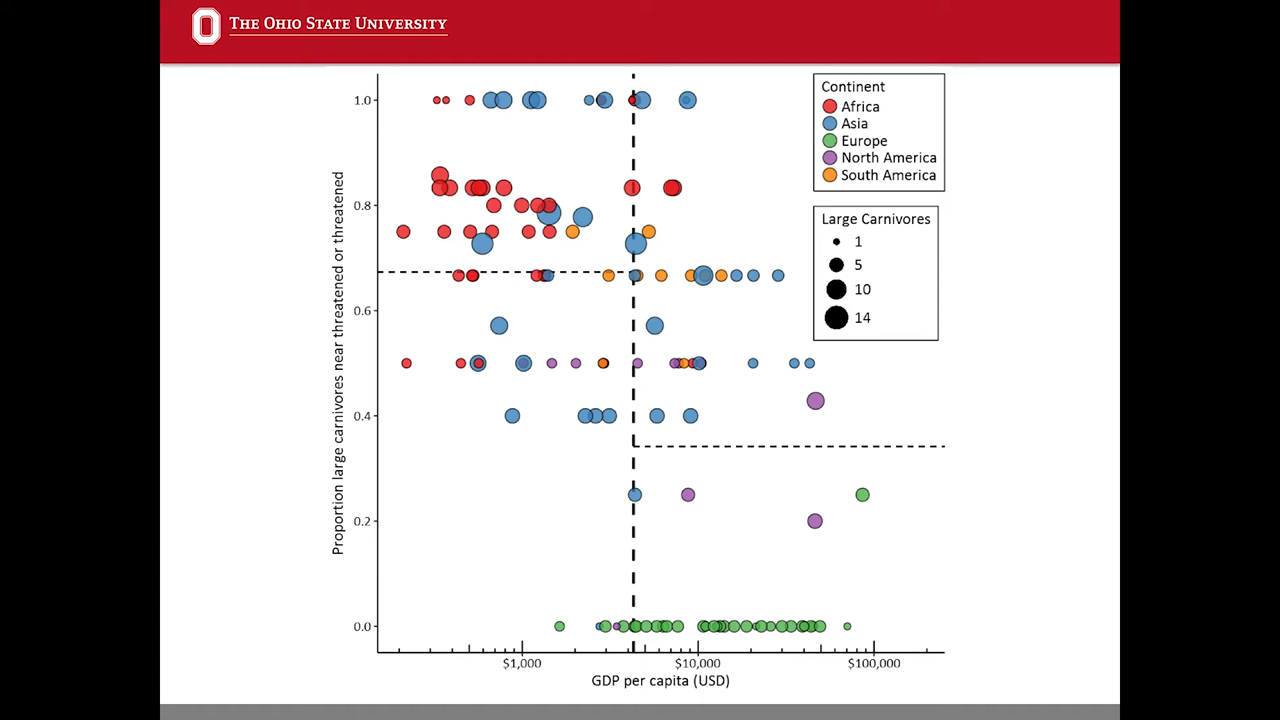 THE OHIO STATE UNIVERSITY
Proportion large carnivores near threatened or threatened
1.0
0.8
0.6
0.4
0.2
0.0
$1,000
$10,000
$100,000
GDP per capita (USD)
Continent
Africa
Asia
Europe
North America
South America
Large Carnivores
1
5
10
14